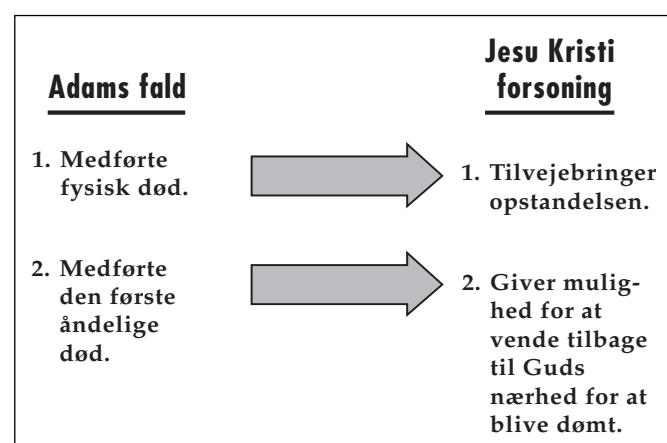 Adams fald
1. Medførte
fysisk død.
2. Medførte
den første
åndelige
død.
Jesu Kristi
forsoning
1. Tilvejebringer
opstandelsen.
2. Giver mulig-
hed for at
vende tilbage
til Guds
nærhed for at
blive dømt.